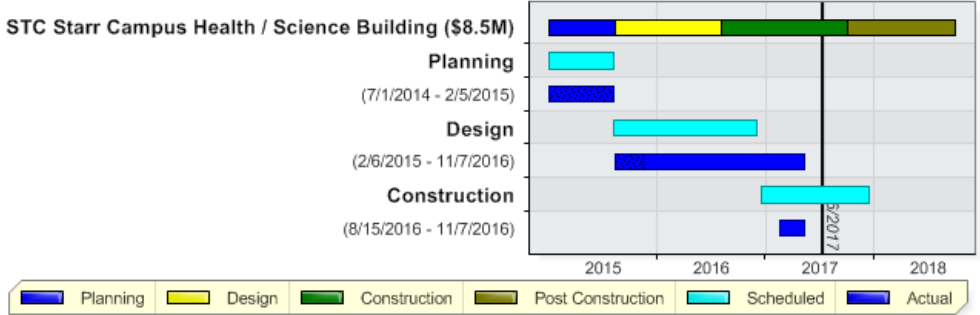 STC Starr Campus Health / Science Building ($8.5M)
Planning
(7/1/2014 - 2/5/2015)
Design
(2/6/2015 - 11/7/2016)
Construction
(8/15/2016 - 11/7/2016)
6/2017
2015 2016 2017 2018
Planning Design Construction Post Construction Scheduled Actual